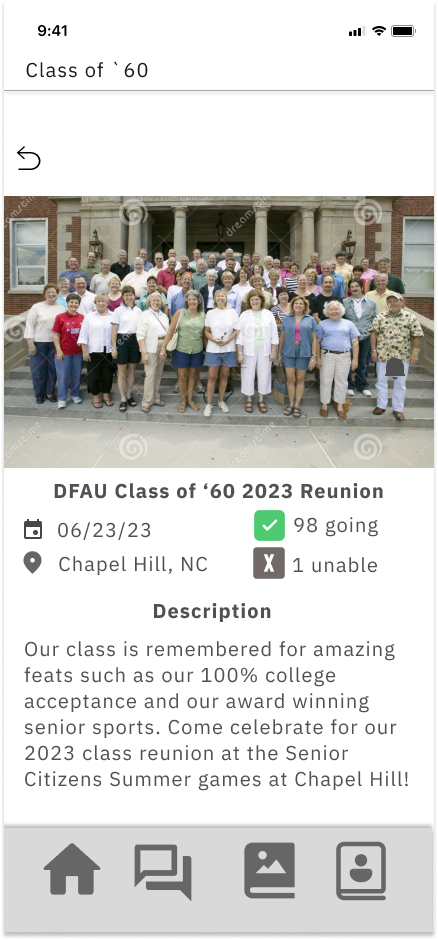 9:41
Class of `60
dreamstime
DFAU Class of ‘60 2023 Reunion
06/23/23
98 going
Chapel Hill, NC
X
1 unable
Description
Our class is remembered for amazing
feats such as our 100% college
acceptance and our award winning
senior sports. Come celebrate for our
2023 class reunion at the Senior
Citizens Summer games at Chapel Hill!